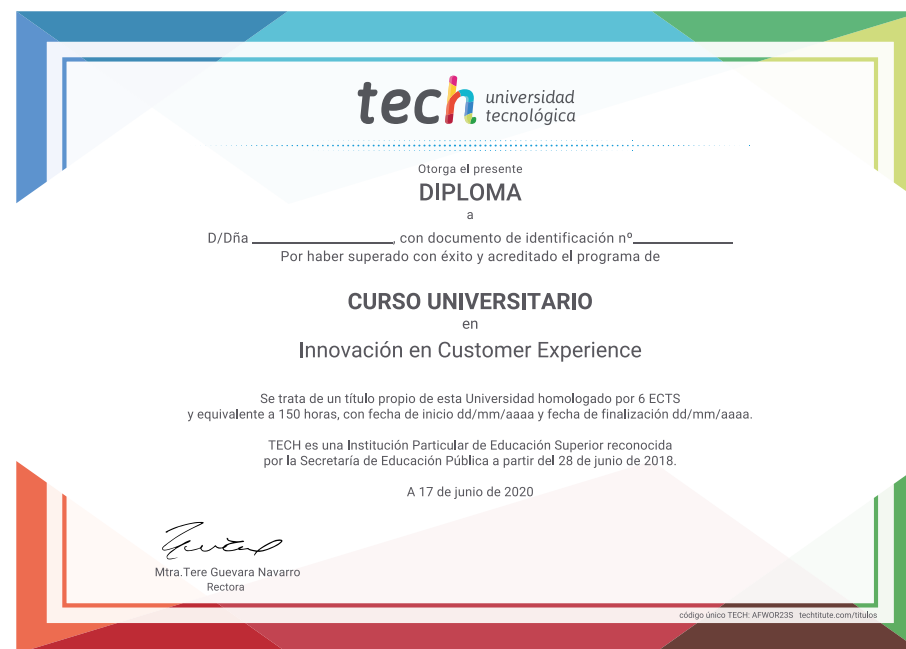 tech universidad
tecnológica
Otorga el presente
DIPLOMA
a
D/Dña ____________________, con documento de identificación nº______________
Por haber superado con éxito y acreditado el programa de
CURSO UNIVERSITARIO
en
Innovación en Customer Experience
Se trata de un título propio de esta Universidad homologado por 6 ECTS
y equivalente a 150 horas, con fecha de inicio dd/mm/aaaa y fecha de finalización dd/mm/aaaa.
TECH es una Institución Particular de Educación Superior reconocida
por la Secretaría de Educación Pública a partir del 28 de junio de 2018.
A 17 de junio de 2020
Mtra.Tere Guevara Navarro
Rectora
código único TECH: AFWOR23S techtitute.com/titulos